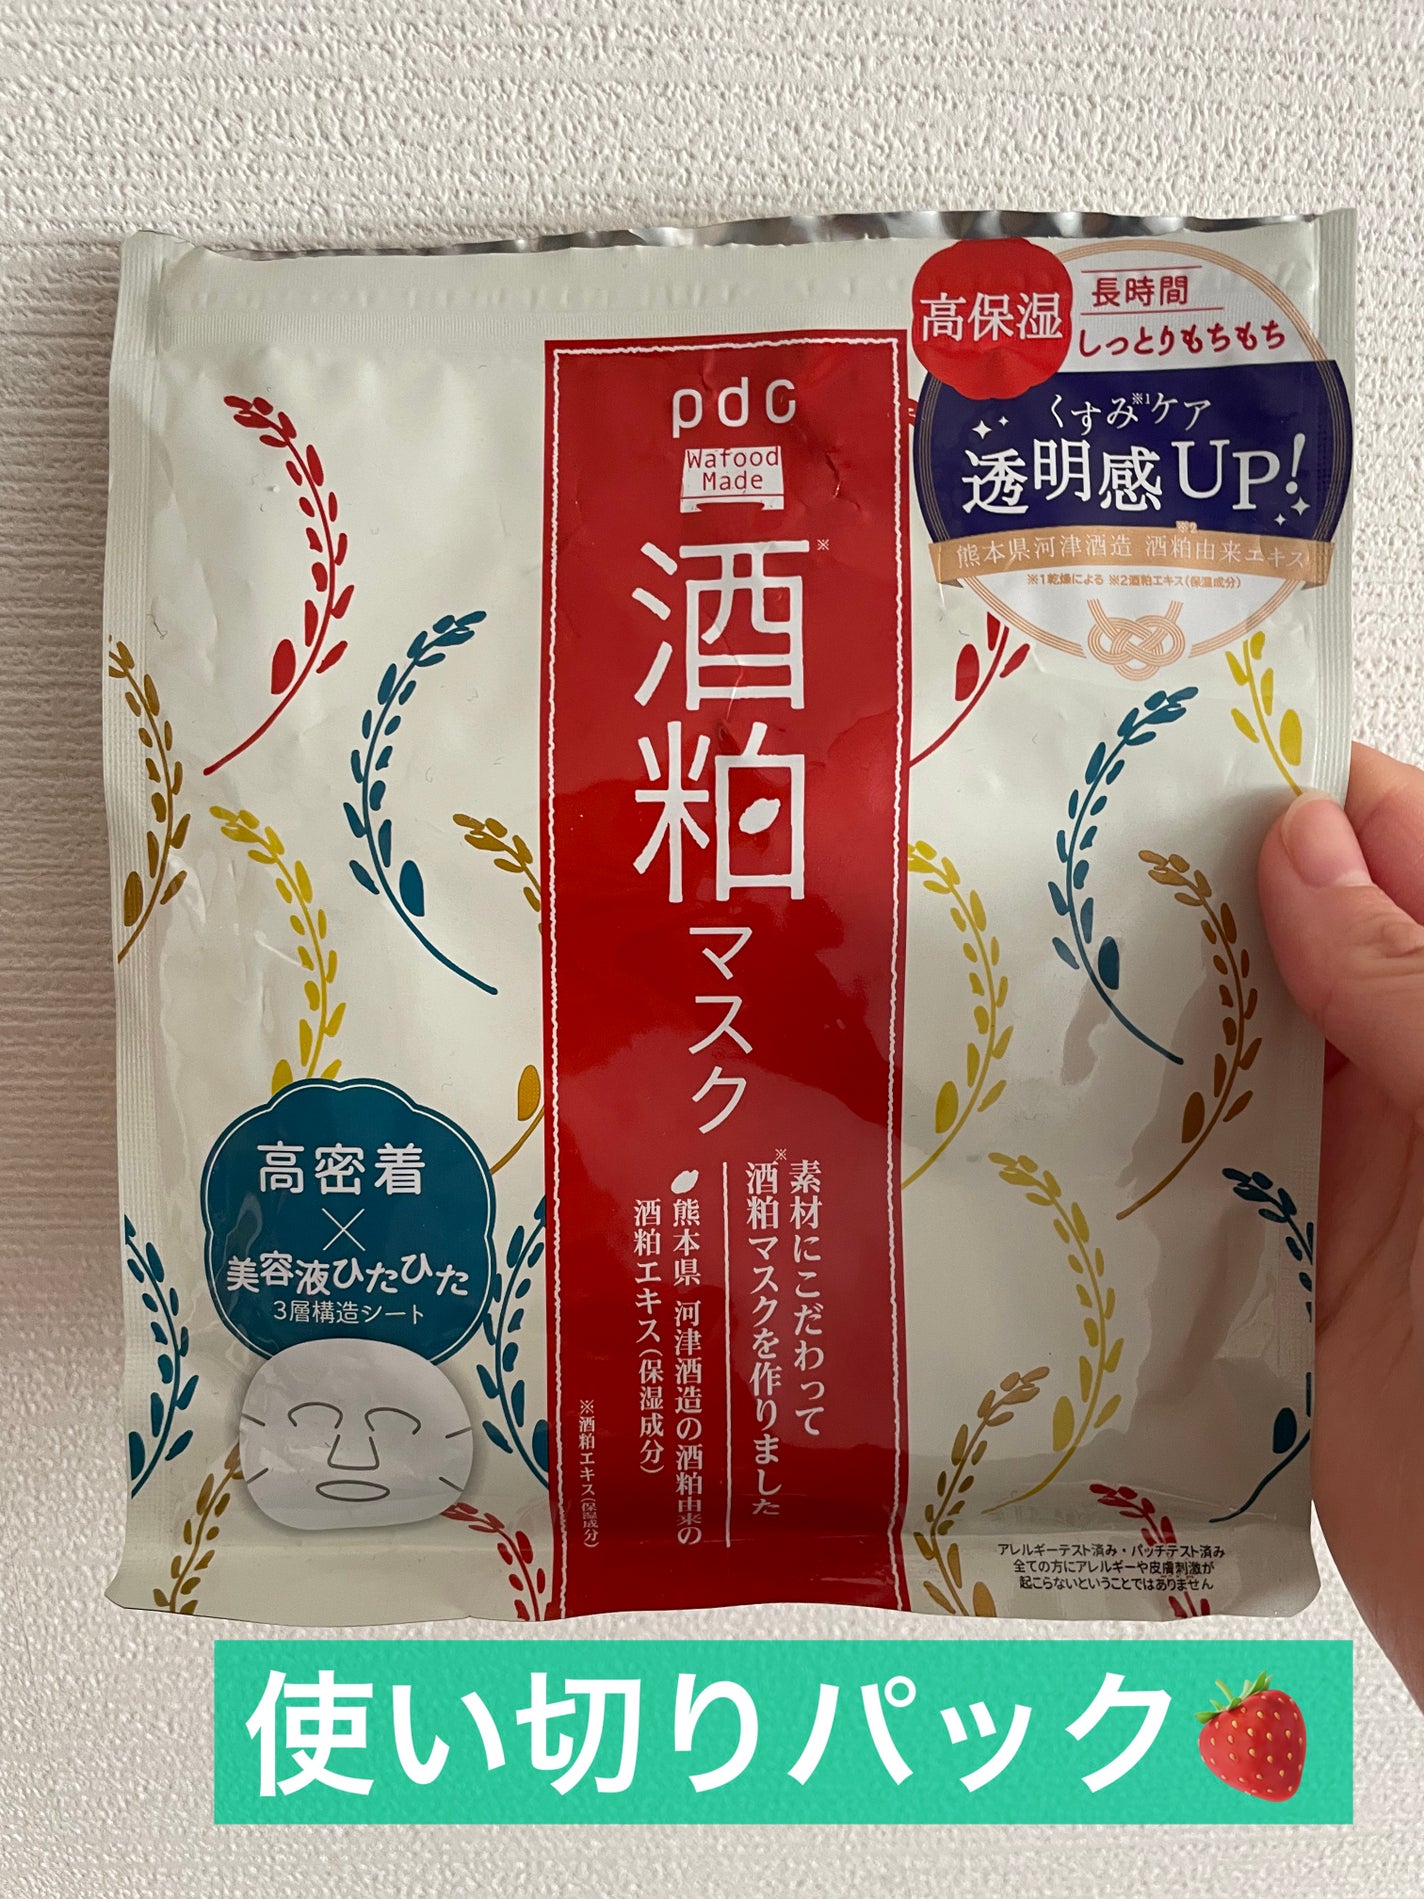 高保湿
長時間
しっとりもちもち
くすみ※1ケア
透明感UP!
熊本県河津酒造 酒粕由来エキス※2
※1乾燥による ※2酒粕エキス(保湿成分)
pdc
Wafood
Made
酒粕※
マスク
素材にこだわって
酒粕※マスクを作りました
熊本県 河津酒造の酒粕由来の
酒粕エキス(保湿成分)
※酒粕エキス(保湿成分)
高密着
×
美容液ひたひた
3層構造シート
アレルギーテスト済み・パッチテスト済み
全ての方にアレルギーや皮膚刺激が
起こらないということではありません
使い切りパック🍓